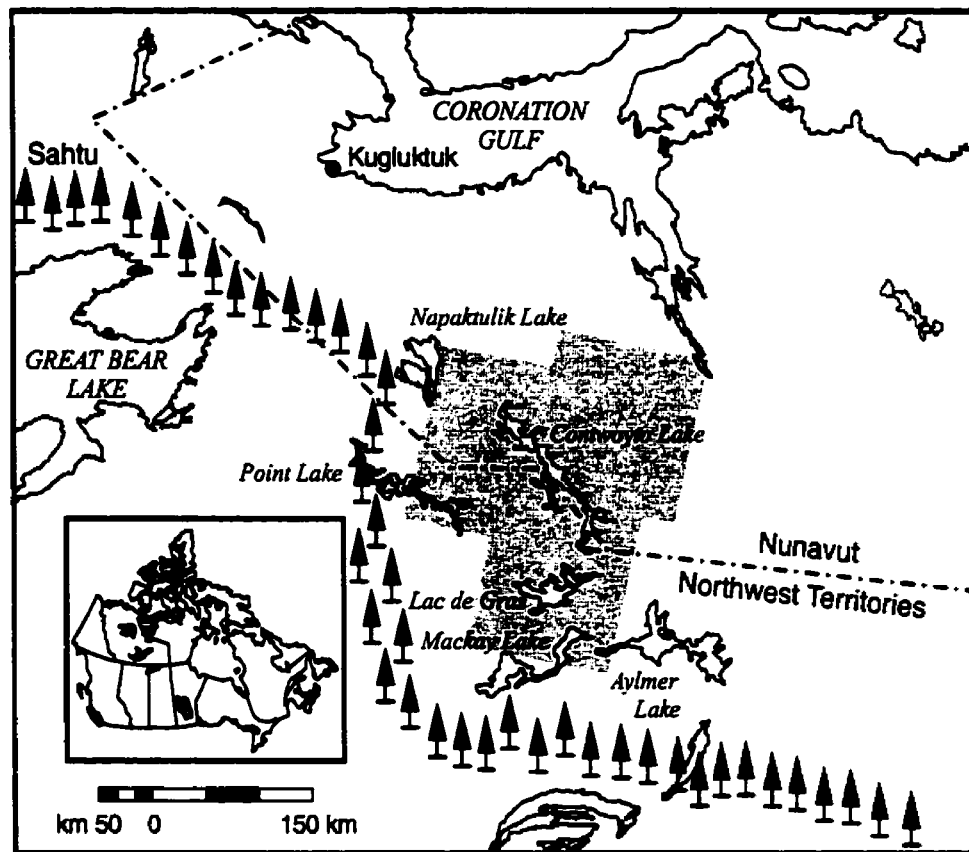 CORONATION
GULF
Sahtu
Kugluktuk
Napaktulik Lake
GREAT BEAR
LAKE
Contwoyto Lake
Point Lake
Nunavut
Northwest Territories
Lac de Gras
Mackay Lake
Aylmer
Lake
km 50 0 150 km